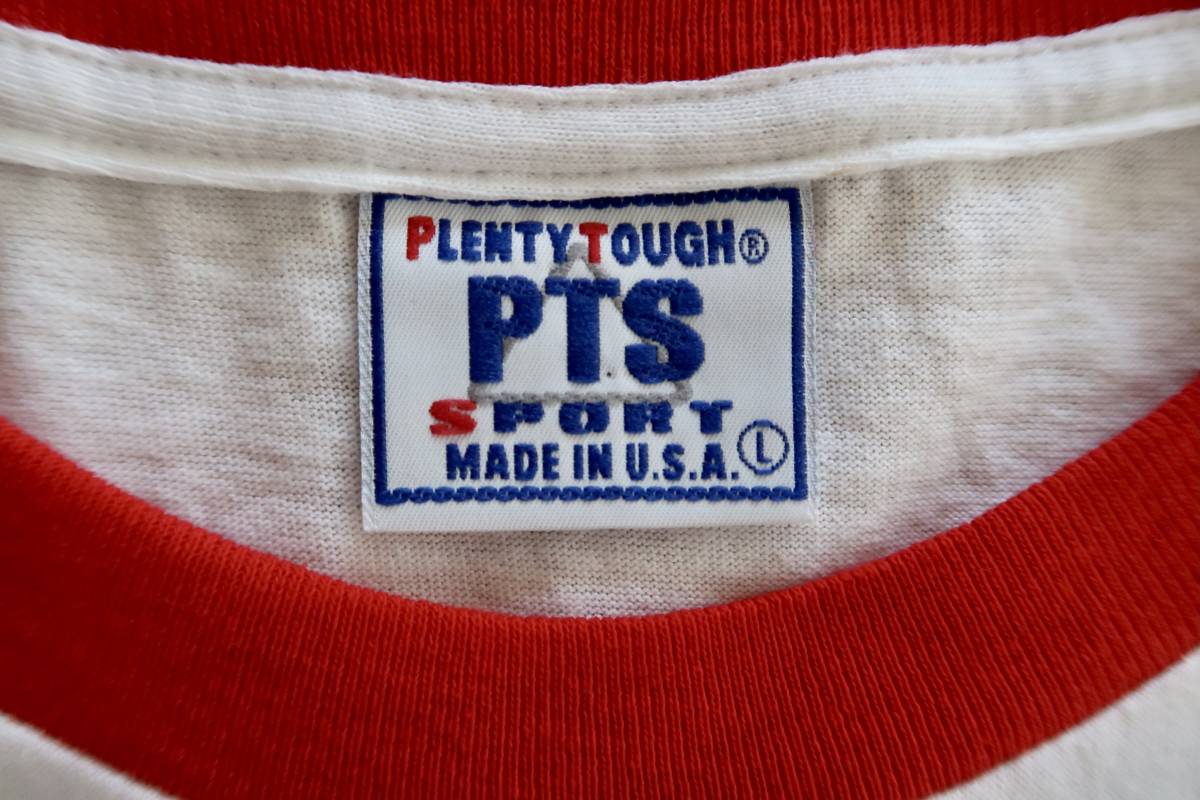 PLENTY TOUGH®
PTS
SPORT
MADE IN U.S.A. Ⓛ